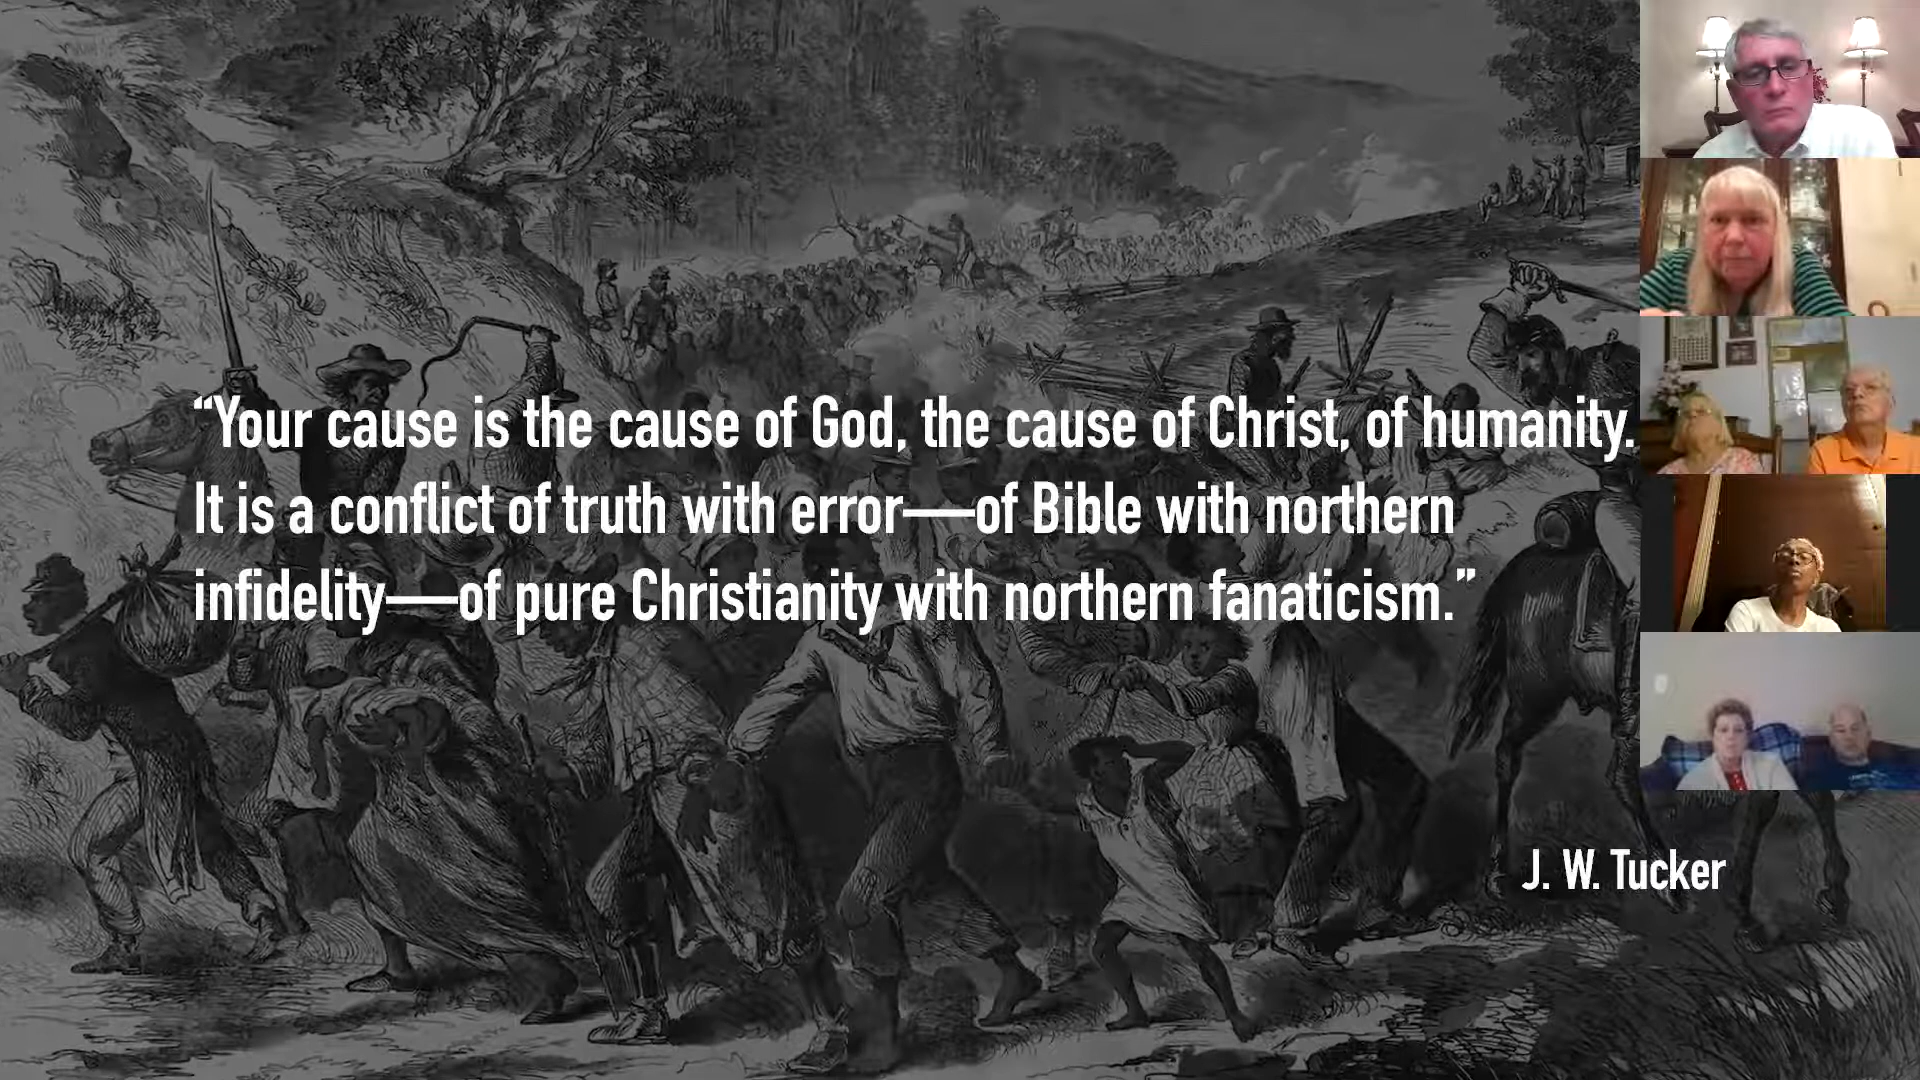 “Your cause is the cause of God, the cause of Christ, of humanity.
It is a conflict of truth with error—of Bible with northern
infidelity—of pure Christianity with northern fanaticism.”
J. W. Tucker